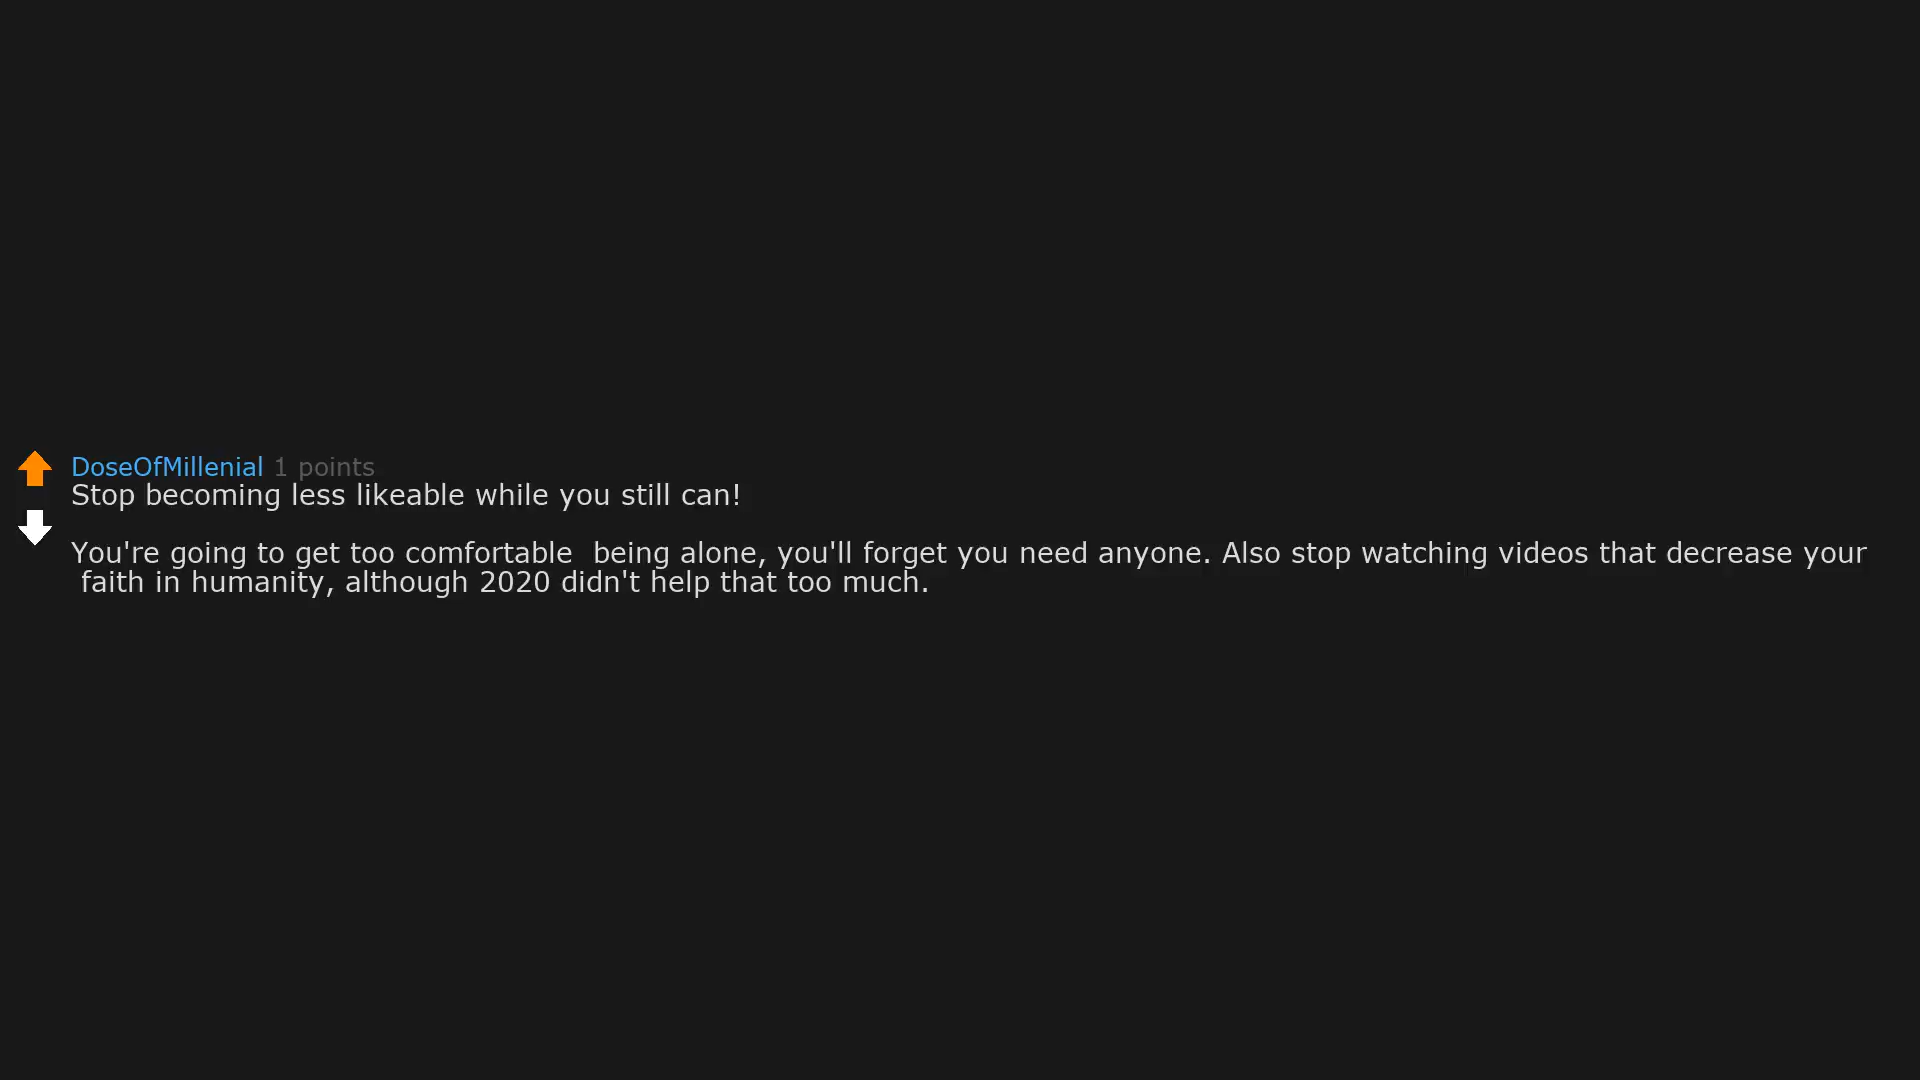 DoseOfMillenial 1 points
Stop becoming less likeable while you still can!
You're going to get too comfortable  being alone, you'll forget you need anyone. Also stop watching videos that decrease your
faith in humanity, although 2020 didn't help that too much.